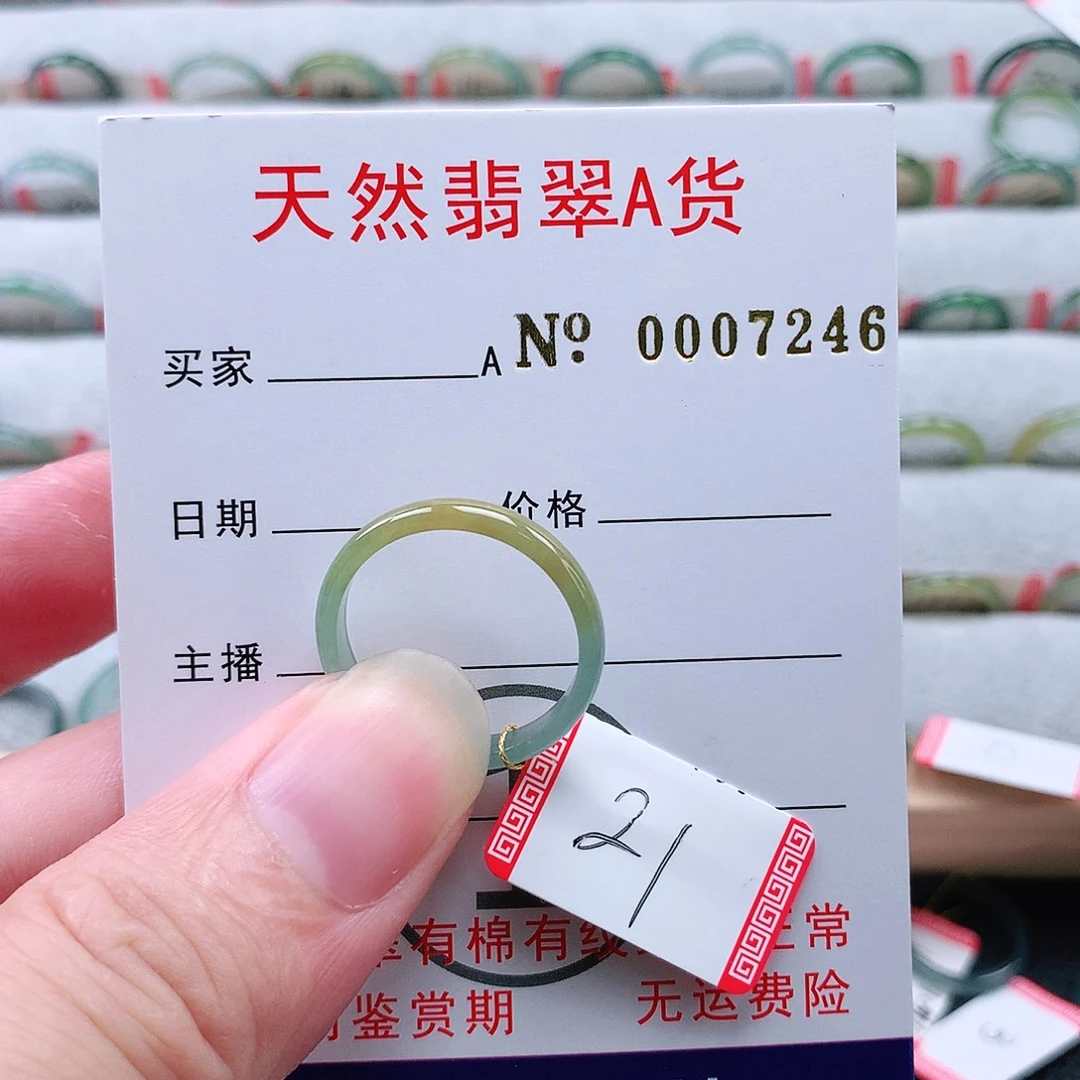 天然翡翠A货
买家 A Nº 0007246
日期 价格
主播
21
有棉有纹 正常
鉴赏期 无运费险